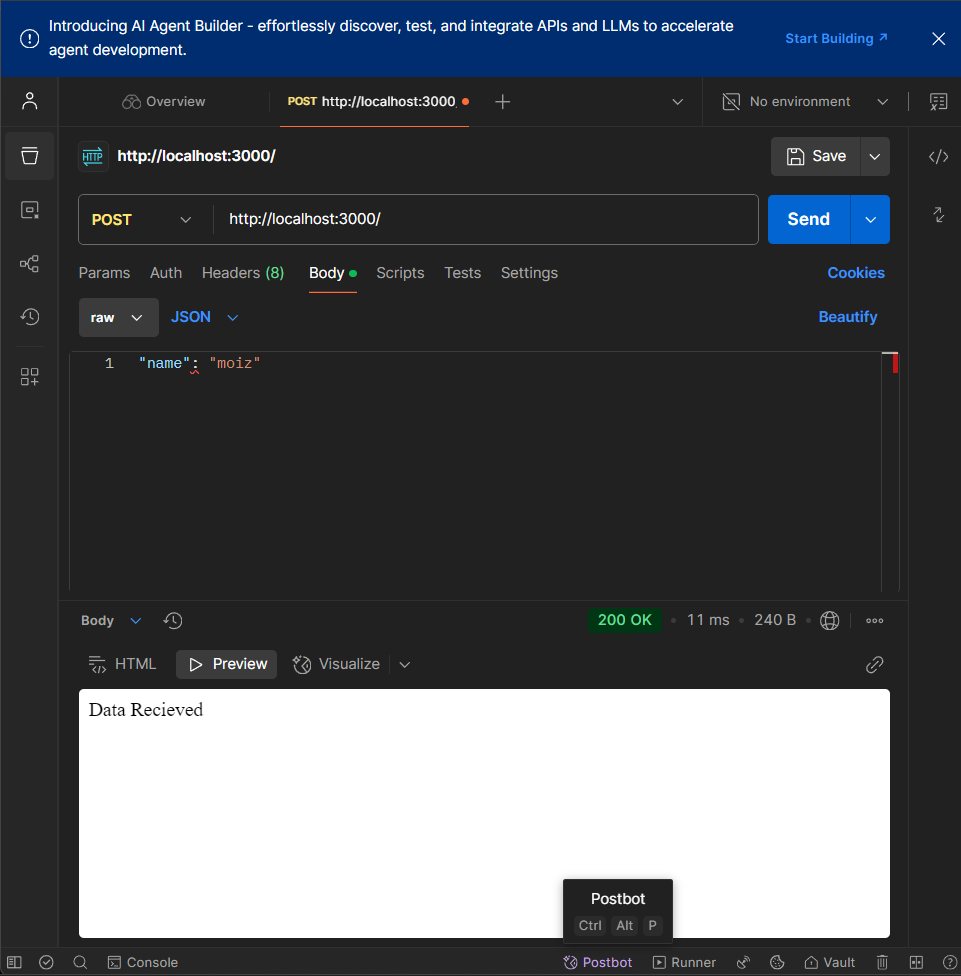 Introducing AI Agent Builder - effortlessly discover, test, and integrate APIs and LLMs to accelerate
agent development.
Start Building
Overview
POST http://localhost:3000
No environment
HTTP
http://localhost:3000/
Save
POST
http://localhost:3000/
Send
Params Auth Headers (8) Body Scripts Tests Settings
Cookies
raw
JSON
Beautify
1 "name": "moiz"
Body
200 OK
11 ms
240 B
HTML
Preview
Visualize
Data Recieved
Postbot
Ctrl Alt P
Console
Postbot
Runner
Vault